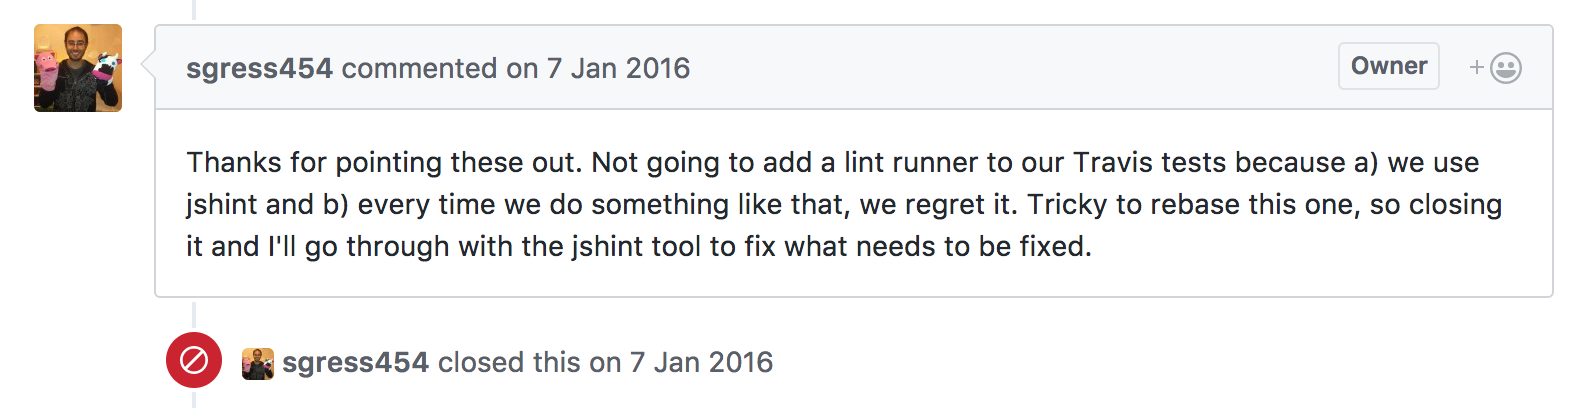 sgress454 commented on 7 Jan 2016 Owner +
Thanks for pointing these out. Not going to add a lint runner to our Travis tests because a) we use
jshint and b) every time we do something like that, we regret it. Tricky to rebase this one, so closing
it and I'll go through with the jshint tool to fix what needs to be fixed.
sgress454 closed this on 7 Jan 2016